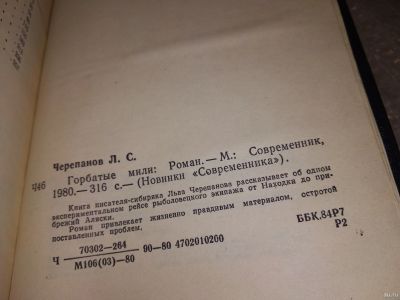 Черепанов Л. С.
Ч46
Горбатые мили: Роман.— М.: Современник,
1980.— 316 с.— (Новинки «Современника»).
Книга писателя-сибиряка Льва Черепанова рассказывает об одном
экспериментальном рейсе рыболовецкого экипажа от Находки до при-
брежий Аляски.
Роман привлекает жизненно правдивым материалом, остротой
поставленных проблем.
Ч 70302—264
М106(03)—80 90—80 4702010200
ББК.84Р7
Р2